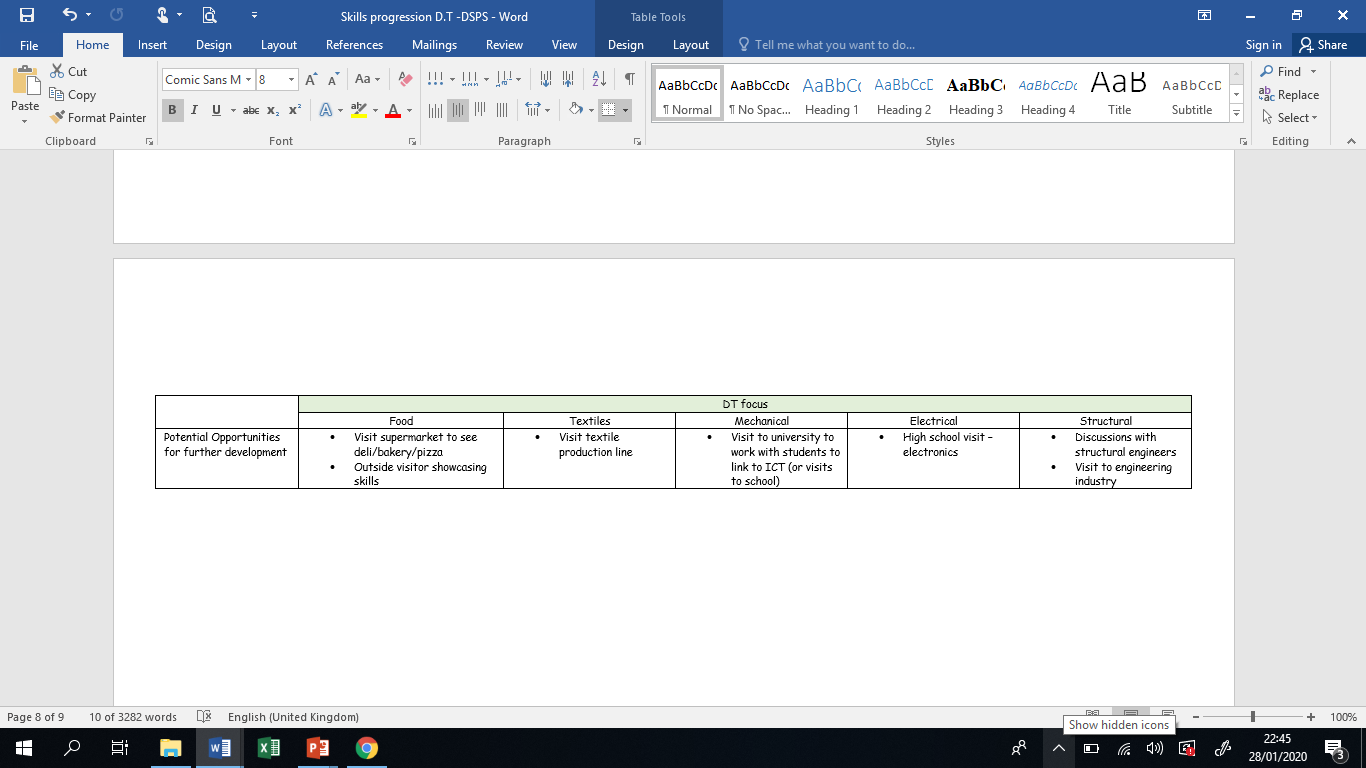 Skills progression D.T -DSPS - Word
Table Tools
File Home Insert Design Layout References Mailings Review View Design Layout Tell me what you want to do... Sign in Share
Paste
Cut
Copy
Format Painter
Clipboard
Comic Sans M 8
Font
Paragraph
AaBbCcDc AaBbCcDc AaBbCc AaBbCcD AaBbC AaBbCcDc AaB AaBbCcD
¶ Normal ¶ No Spac... Heading 1 Heading 2 Heading 3 Heading 4 Title Subtitle
Styles
Find
Replace
Select
Editing
DT focus
Food Textiles Mechanical Electrical Structural
Potential Opportunities
for further development
• Visit supermarket to see
deli/bakery/pizza
• Outside visitor showcasing
skills
• Visit textile
production line
• Visit to university to
work with students to
link to ICT (or visits
to school)
• High school visit –
electronics
• Discussions with
structural engineers
• Visit to engineering
industry
Page 8 of 9 10 of 3282 words English (United Kingdom) 100%
Show hidden icons
22:45
28/01/2020
3